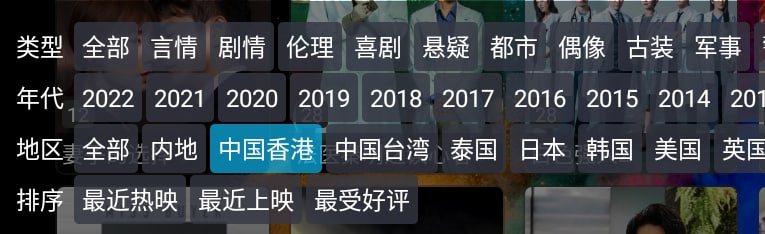 类型 全部 言情 剧情 伦理 喜剧 悬疑 都市 偶像 古装 军事
年代 2022 2021 2020 2019 2018 2017 2016 2015 2014 201
地区 全部 内地 中国香港 中国台湾 泰国 日本 韩国 美国 英国
排序 最近热映 最近上映 最受好评